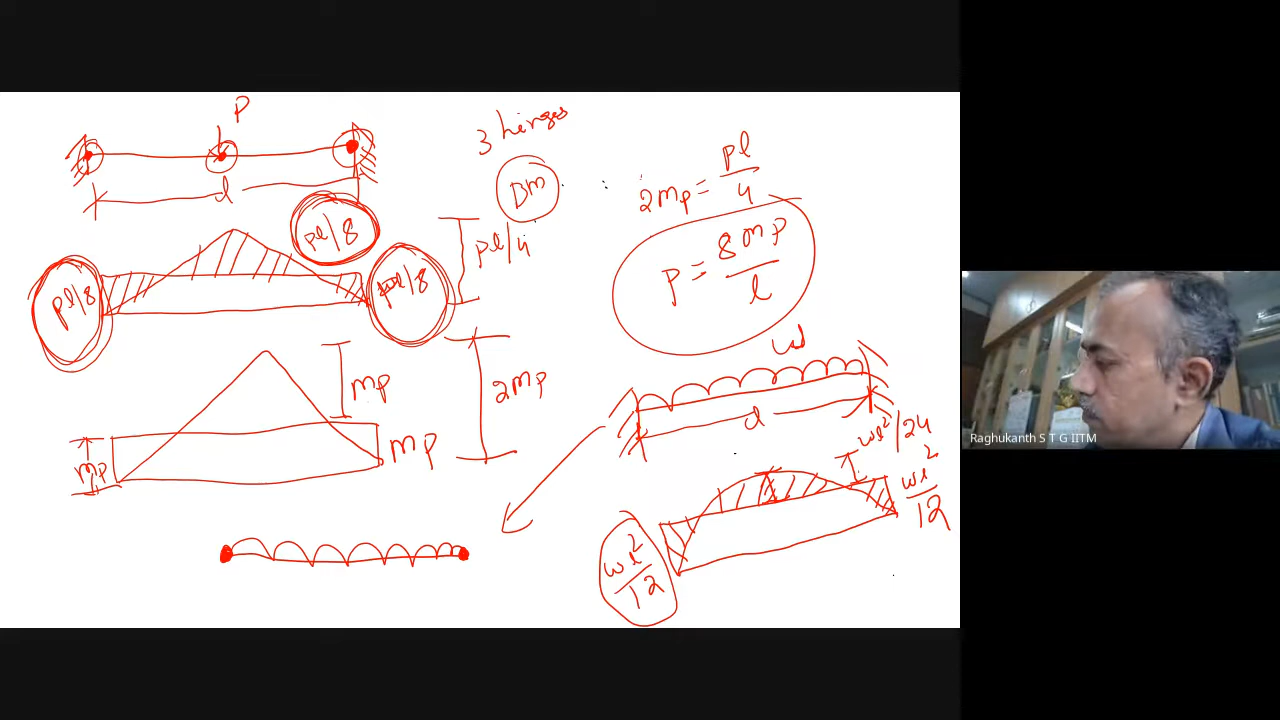 P
l
3 hinges
BM
pl/8
pl/8
pl/8
pl/4
2Mp = pl/4
P = 8Mp/l
Mp
Mp
Mp
2Mp
w
l
wl²/24
wl²/12
wl²/12
Raghukanth S T G IITM